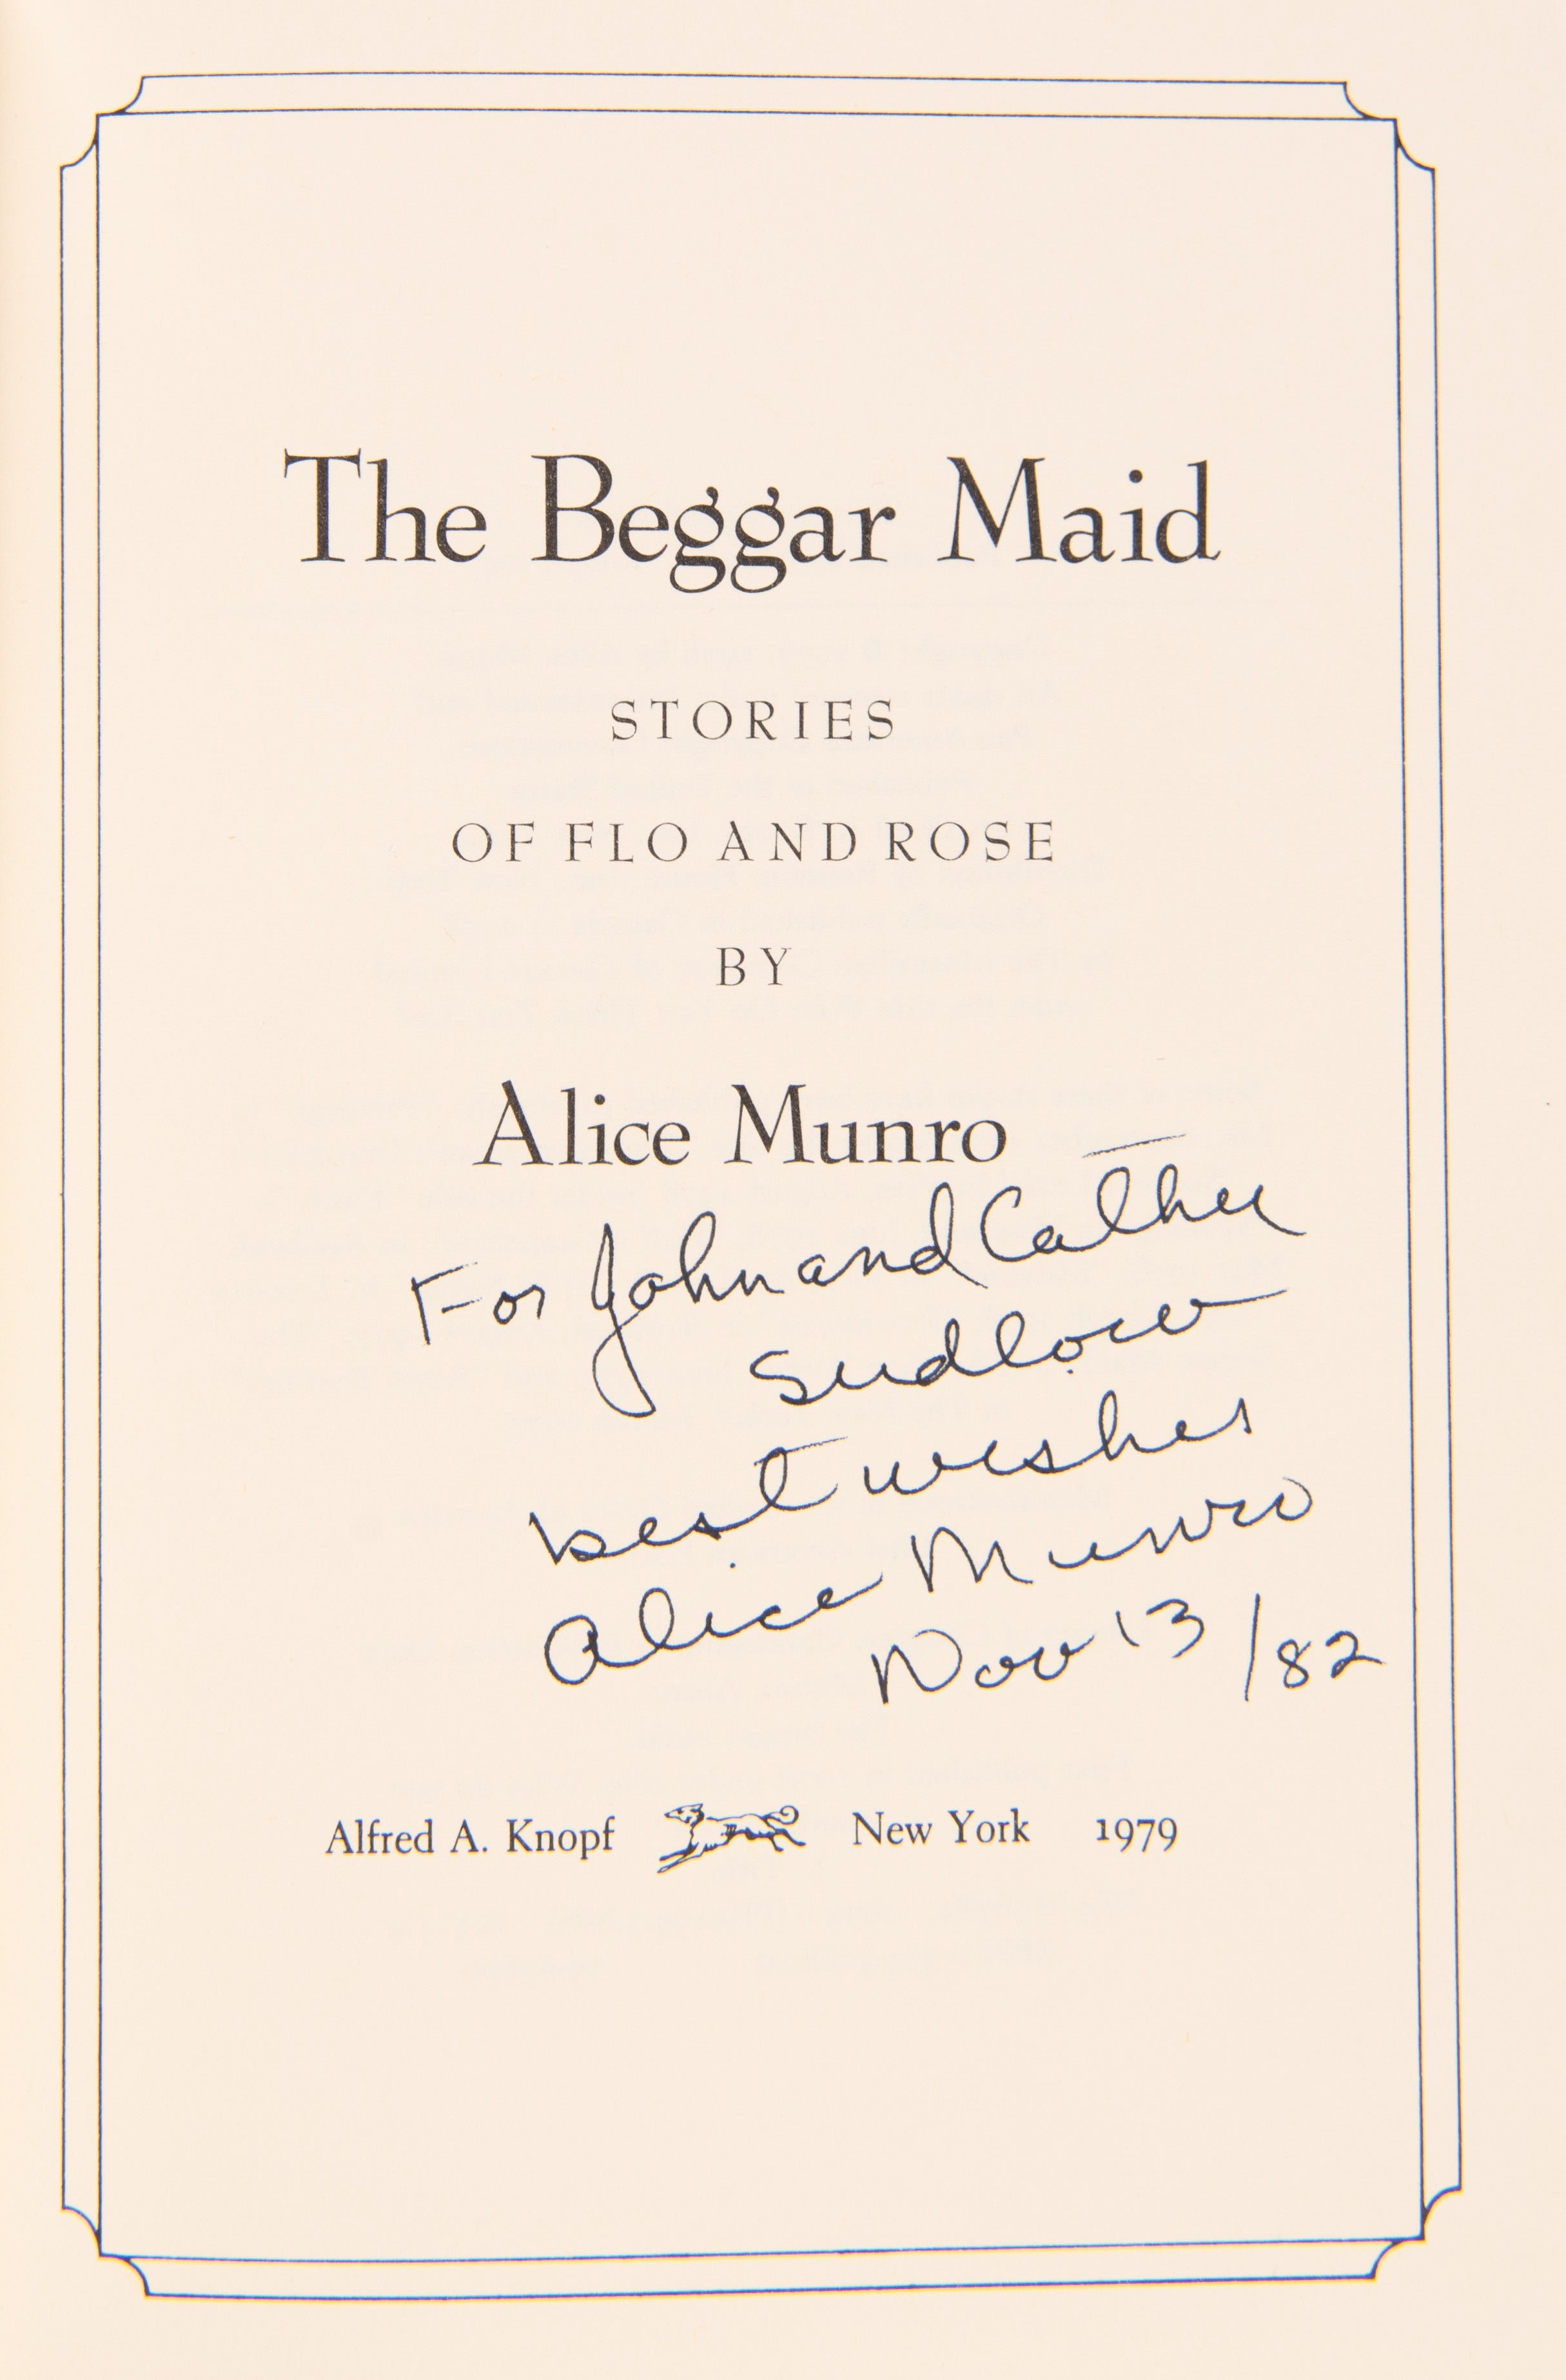 The Beggar Maid
STORIES
OF FLO AND ROSE
BY
Alice Munro
For John and Cathie
Sudlow
best wishes
Alice Munro
Nov 13/82
Alfred A. Knopf New York 1979